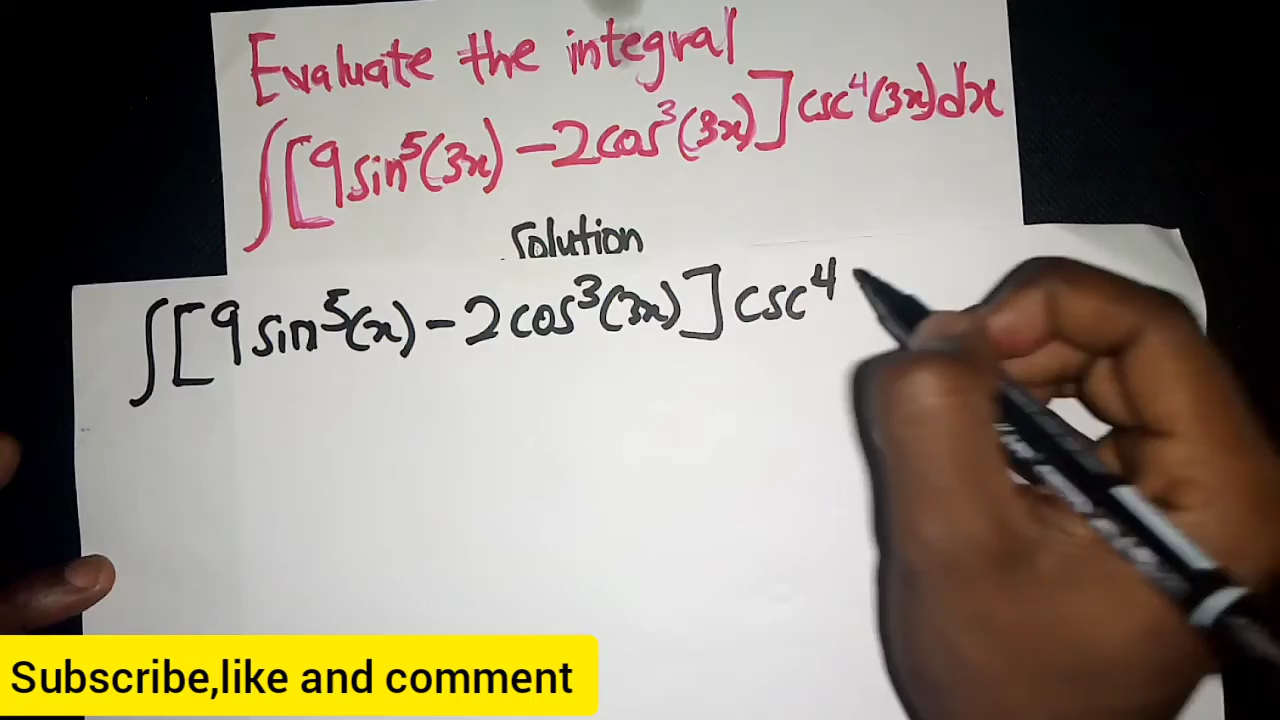 Evaluate the integral
∫[9sin⁵(3x) - 2cos³(3x)] csc⁴(3x)dx
Solution
∫[9sin⁵(x) - 2cos³(3x)] csc⁴
Subscribe,like and comment